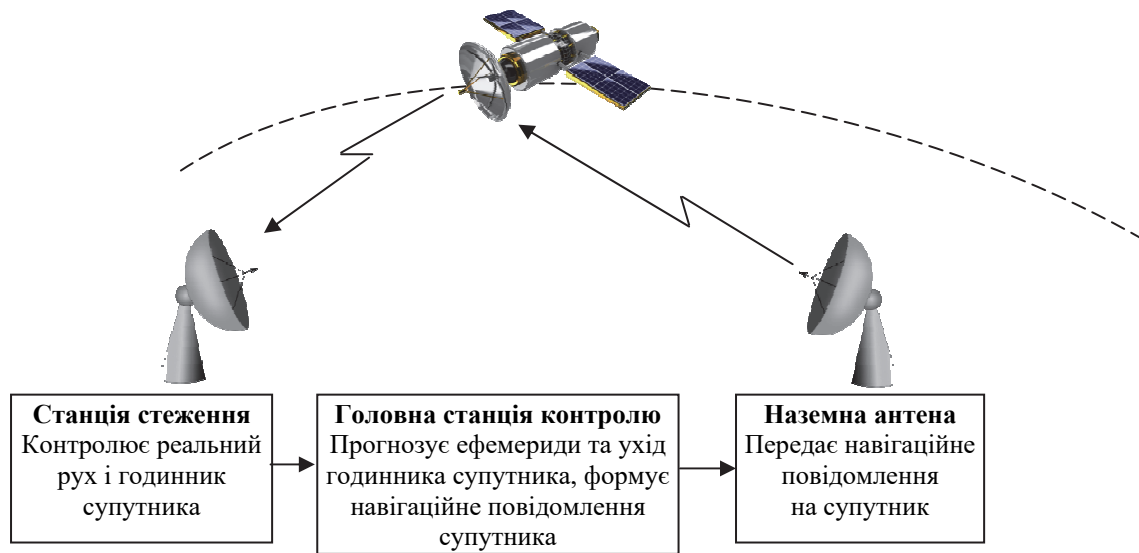 Станція стеження
Контролює реальний
рух і годинник
супутника
Головна станція контролю
Прогнозує ефемериди та ухід
годинника супутника, формує
навігаційне повідомлення
супутника
Наземна антена
Передає навігаційне
повідомлення
на супутник